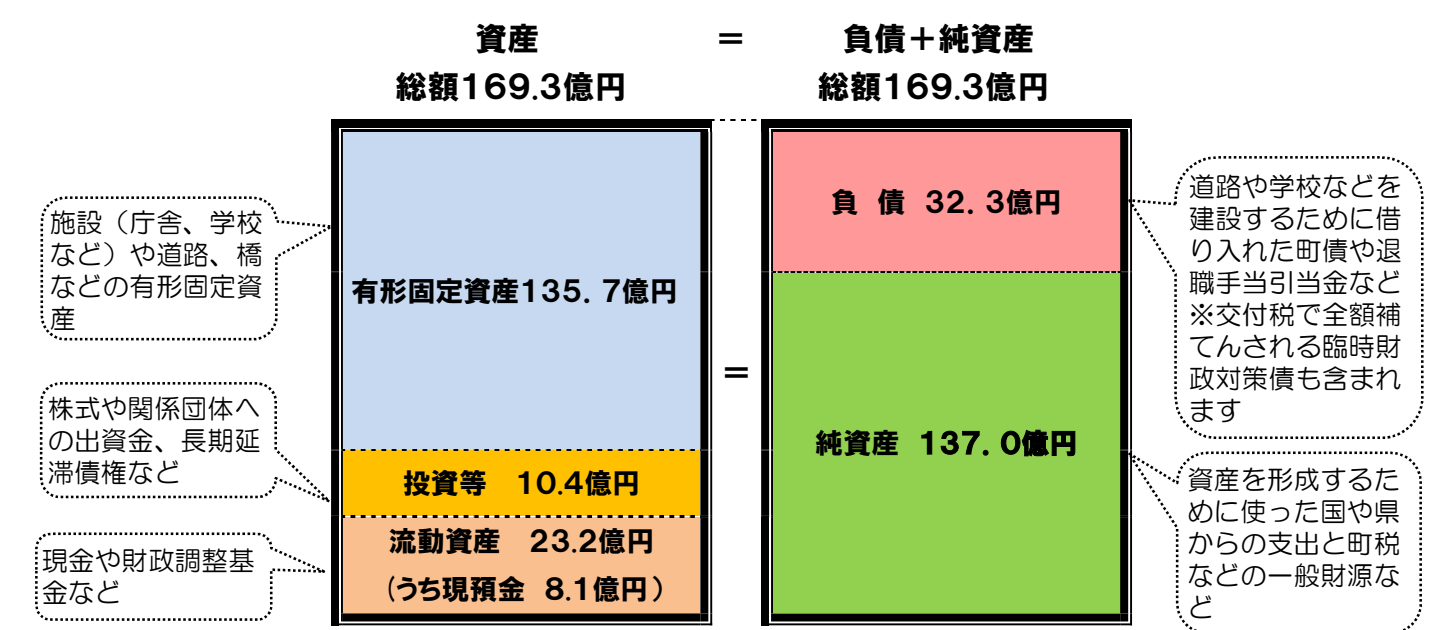 資産 = 負債＋純資産
総額169.3億円 総額169.3億円
施設（庁舎、学校
など）や道路、橋
などの有形固定資
産
株式や関係団体へ
の出資金、長期延
滞債権など
現金や財政調整基
金など
有形固定資産135．7億円
投資等　10.4億円
流動資産　23.2億円
（うち現預金 8.1億円）
=
負 債 32．3億円
純資産 137．0億円
道路や学校などを
建設するために借
り入れた町債や退
職手当引当金など
※交付税で全額補
てんされる臨時財
政対策債も含まれ
ます
資産を形成するた
めに使った国や県
からの支出と町税
などの一般財源な
ど